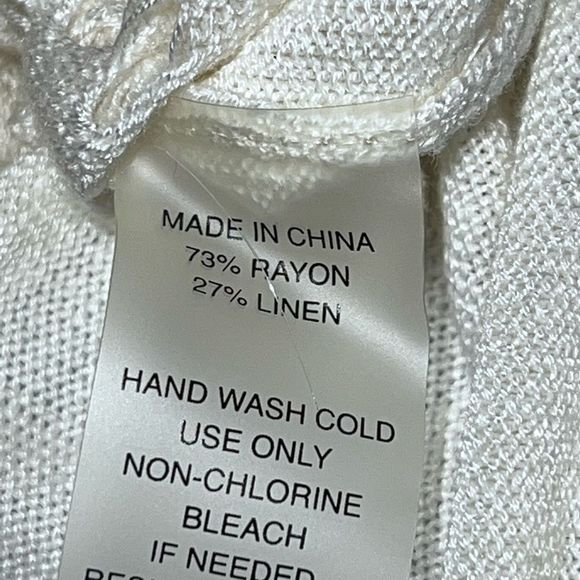 MADE IN CHINA
73% RAYON
27% LINEN
HAND WASH COLD
USE ONLY
NON-CHLORINE
BLEACH
IF NEEDED